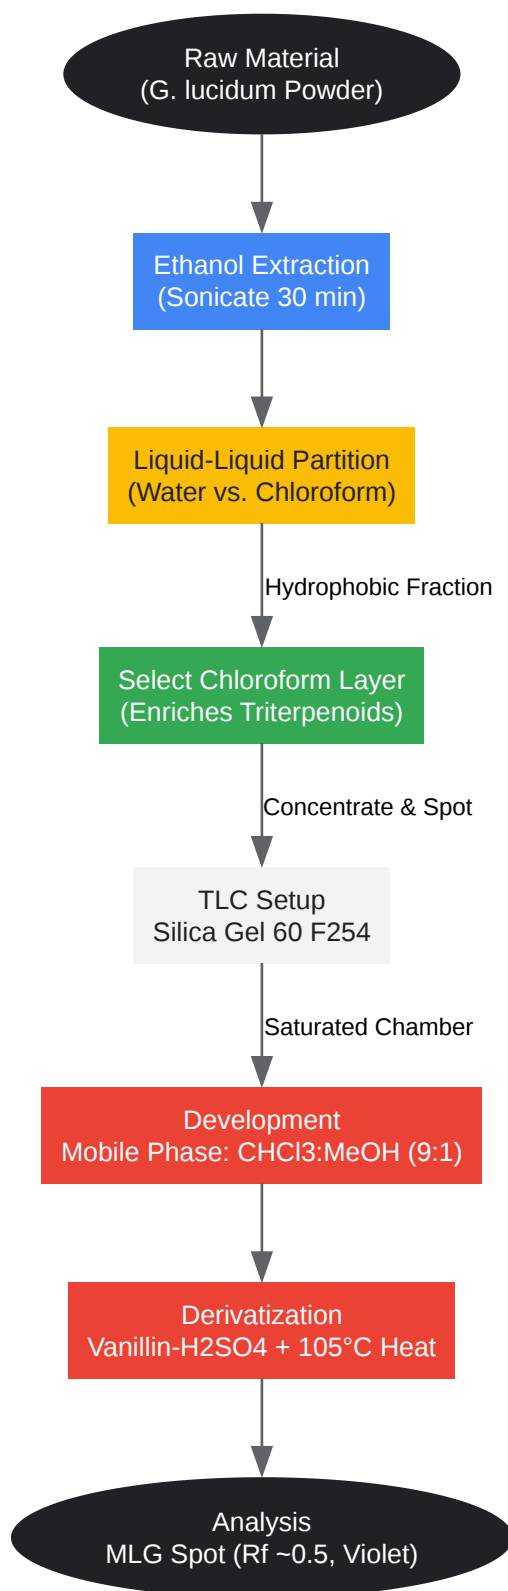 Raw Material
(G. lucidum Powder)
Ethanol Extraction
(Sonicate 30 min)
Liquid-Liquid Partition
(Water vs. Chloroform)
Hydrophobic Fraction
Select Chloroform Layer
(Enriches Triterpenoids)
Concentrate & Spot
TLC Setup
Silica Gel 60 F254
Saturated Chamber
Development
Mobile Phase: CHCl3:MeOH (9:1)
Derivatization
Vanillin-H2SO4 + 105°C Heat
Analysis
MLG Spot (Rf ~0.5, Violet)